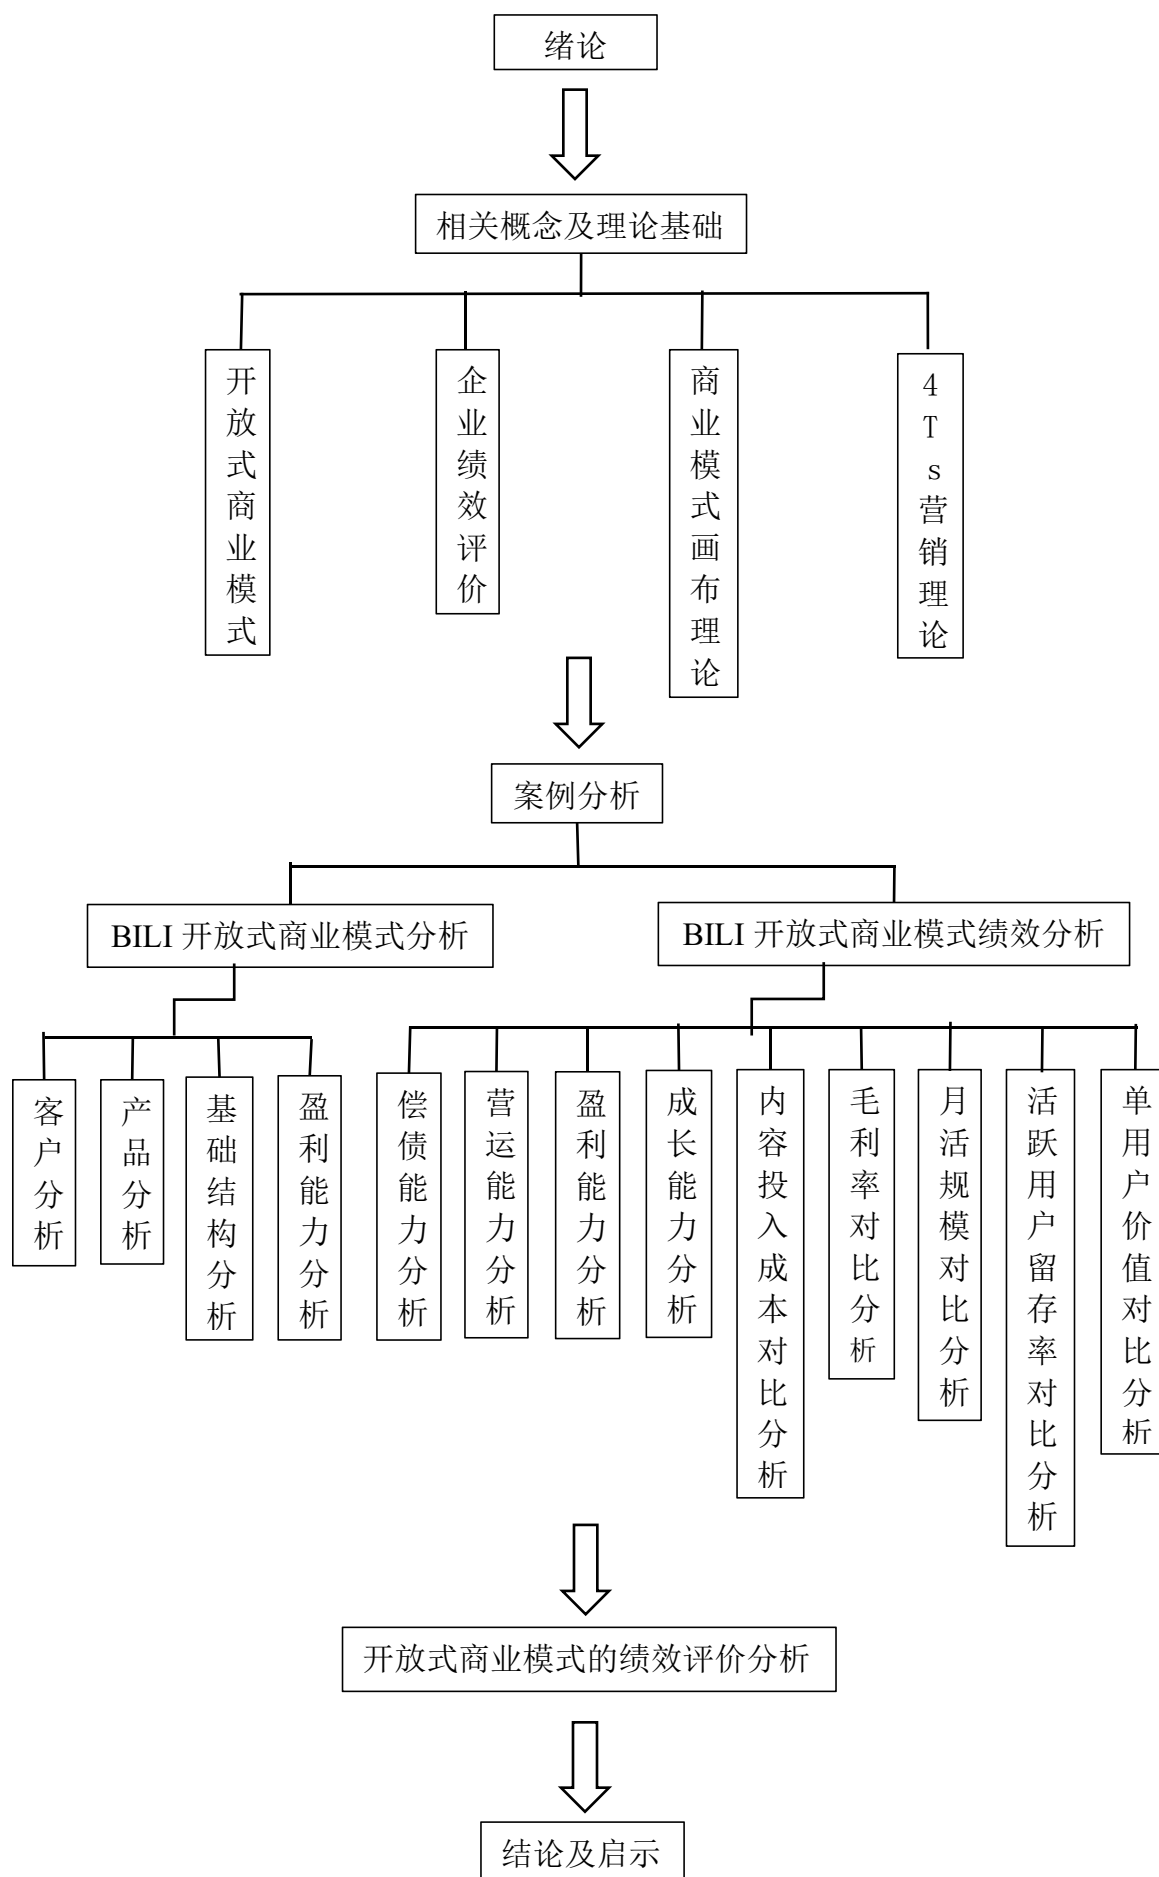 绪论
相关概念及理论基础
开放式商业模式
企业绩效评价
商业模式画布理论
4Ts营销理论
案例分析
BILI 开放式商业模式分析
BILI 开放式商业模式绩效分析
客户分析
产品分析
基础结构分析
盈利能力分析
偿债能力分析
营运能力分析
盈利能力分析
成长能力分析
内容投入成本对比分析
毛利率对比分析
月活规模对比分析
活跃用户留存率对比分析
单用户价值对比分析
开放式商业模式的绩效评价分析
结论及启示